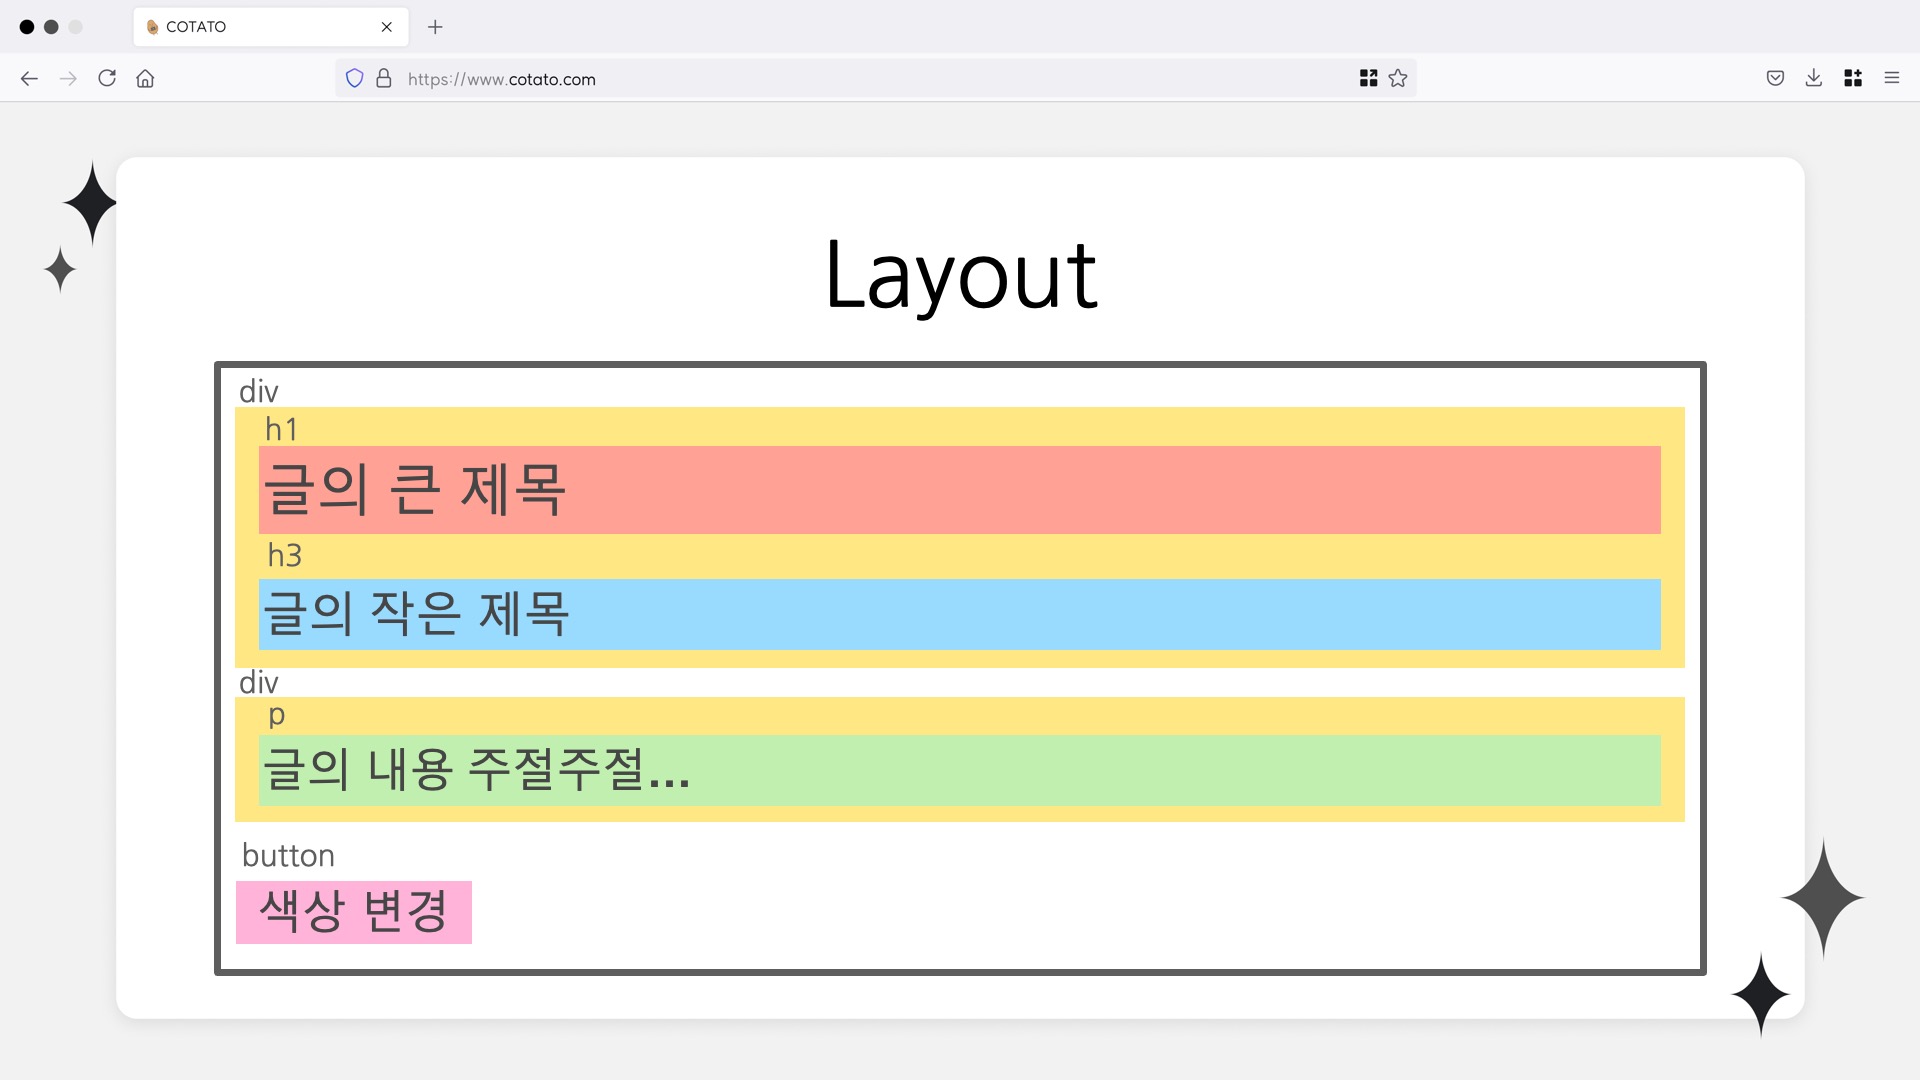 COTATO
https://www.cotato.com
Layout
div
h1
글의 큰 제목
h3
글의 작은 제목
div
p
글의 내용 주절주절...
button
색상 변경